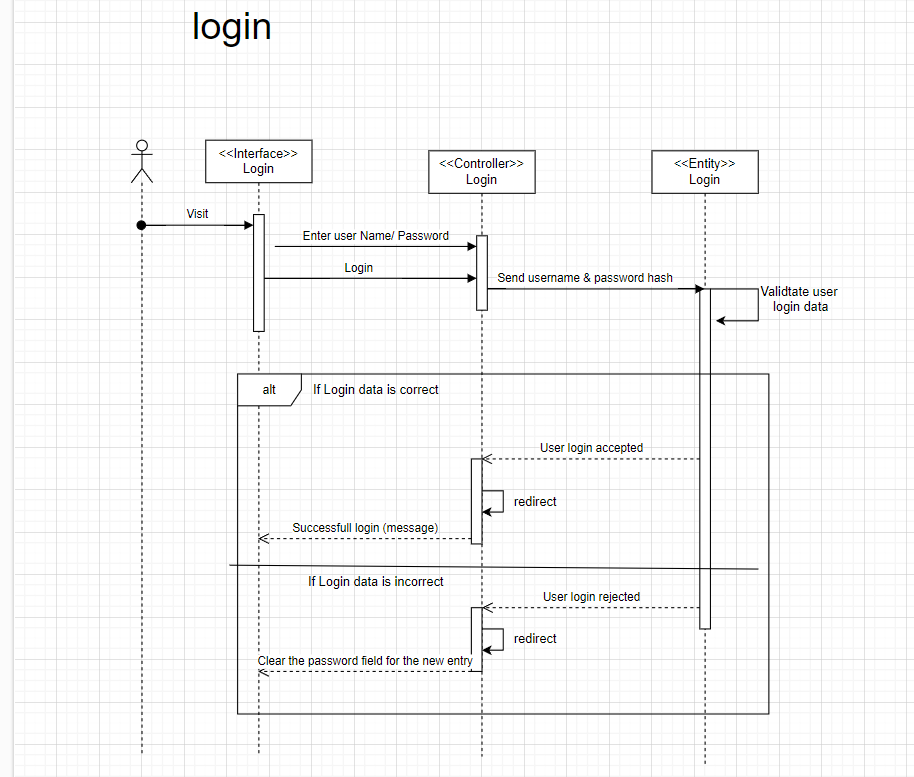 login
<<Interface>>
Login
<<Controller>>
Login
<<Entity>>
Login
Visit
Enter user Name/ Password
Login
Send username & password hash
Validtate user
login data
alt
If Login data is correct
User login accepted
redirect
Successfull login (message)
If Login data is incorrect
User login rejected
redirect
Clear the password field for the new entry